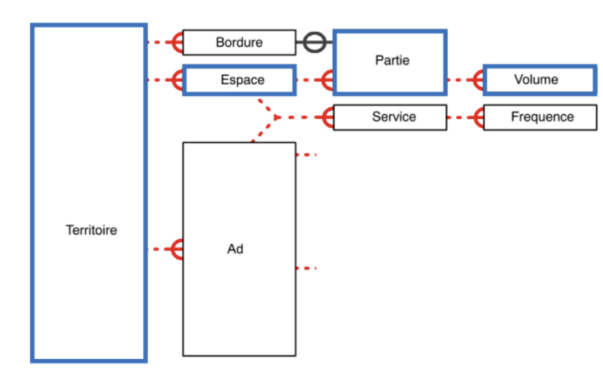 Bordure
Partie
Espace
Volume
Service
Frequence
Territoire
Ad